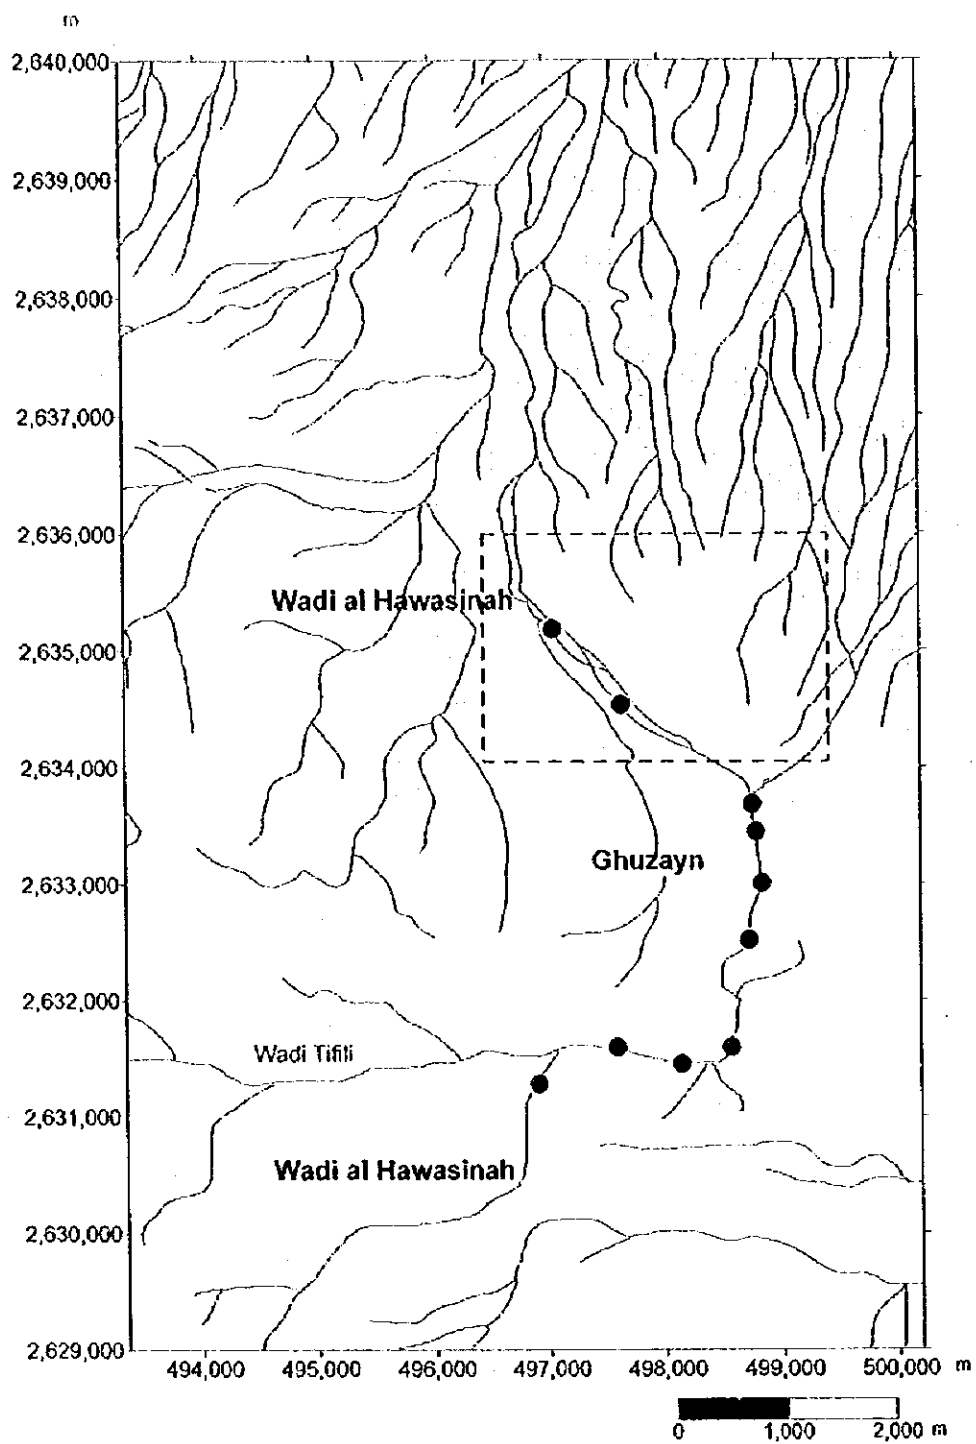 m
2,640,000
2,639,000
2,638,000
2,637,000
2,636,000
Wadi al Hawasinah
2,635,000
2,634,000
Ghuzayn
2,633,000
2,632,000
Wadi Tifili
2,631,000
Wadi al Hawasinah
2,630,000
2,629,000
494,000 495,000 496,000 497,000 498,000 499,000 500,000 m
0 1,000 2,000 m